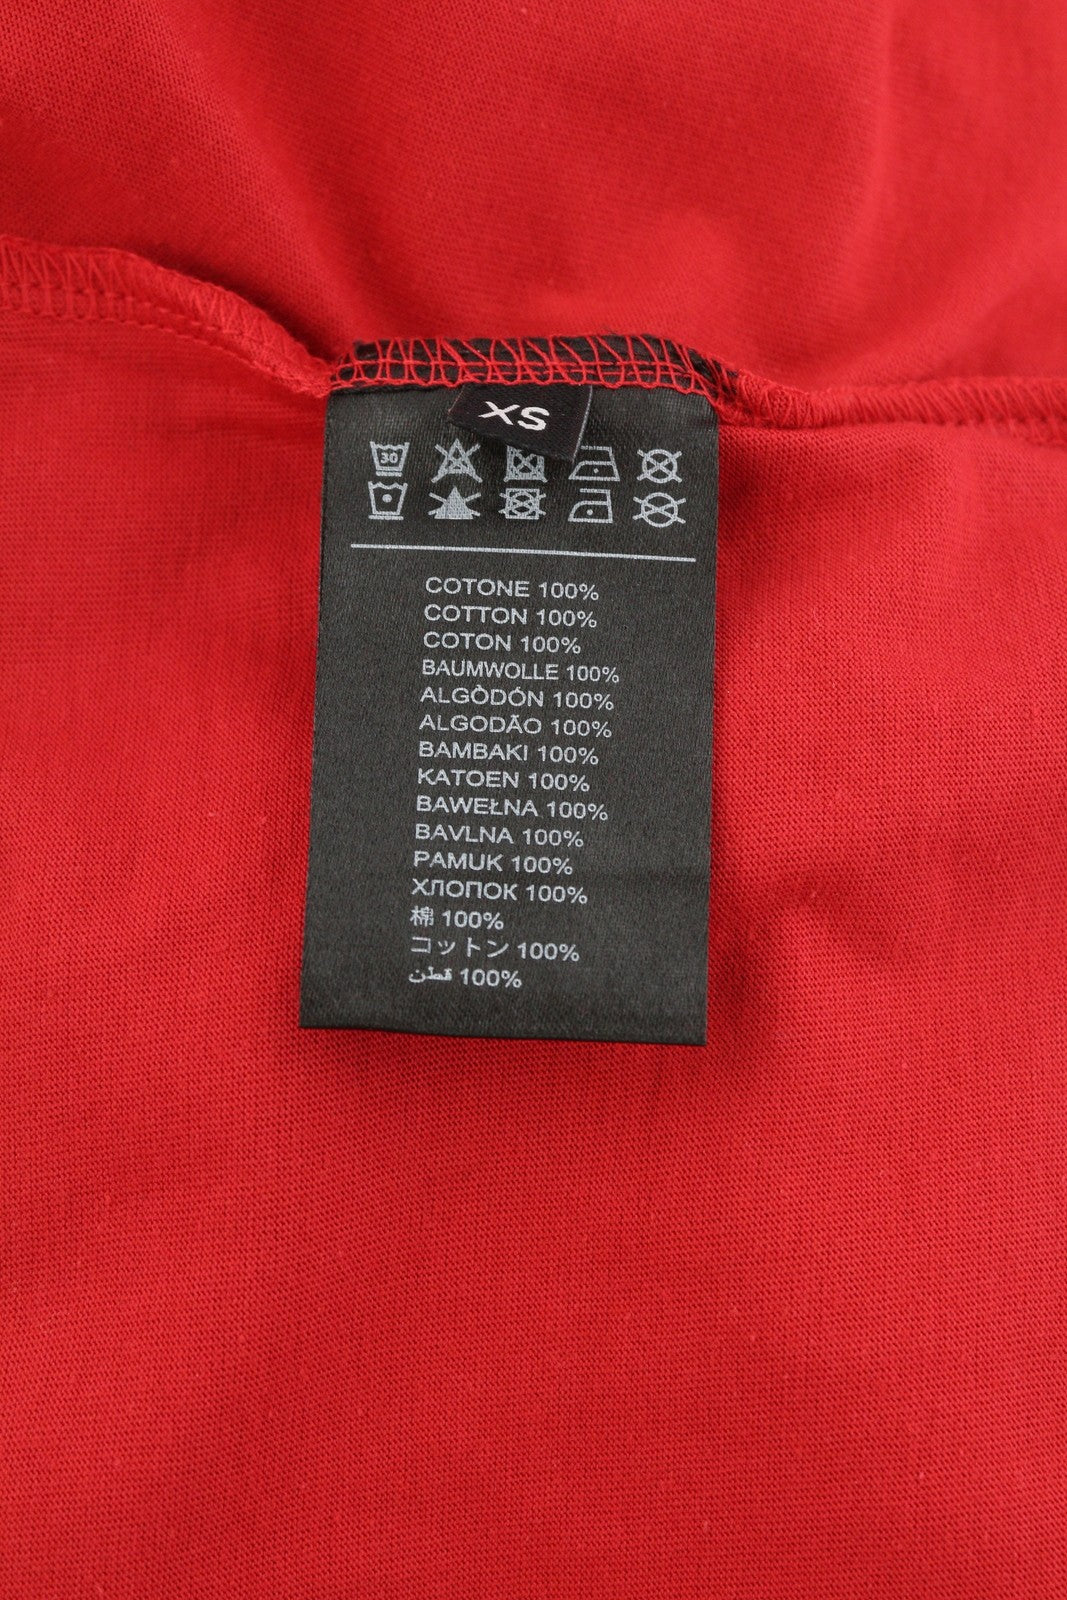 XS
30
COTONE 100%
COTTON 100%
COTON 100%
BAUMWOLLE 100%
ALGÒDÓN 100%
ALGODÃO 100%
BAMBAKI 100%
KATOEN 100%
BAWEŁNA 100%
BAVLNA 100%
PAMUK 100%
ХЛОПОК 100%
棉 100%
コットン 100%
قطن 100%